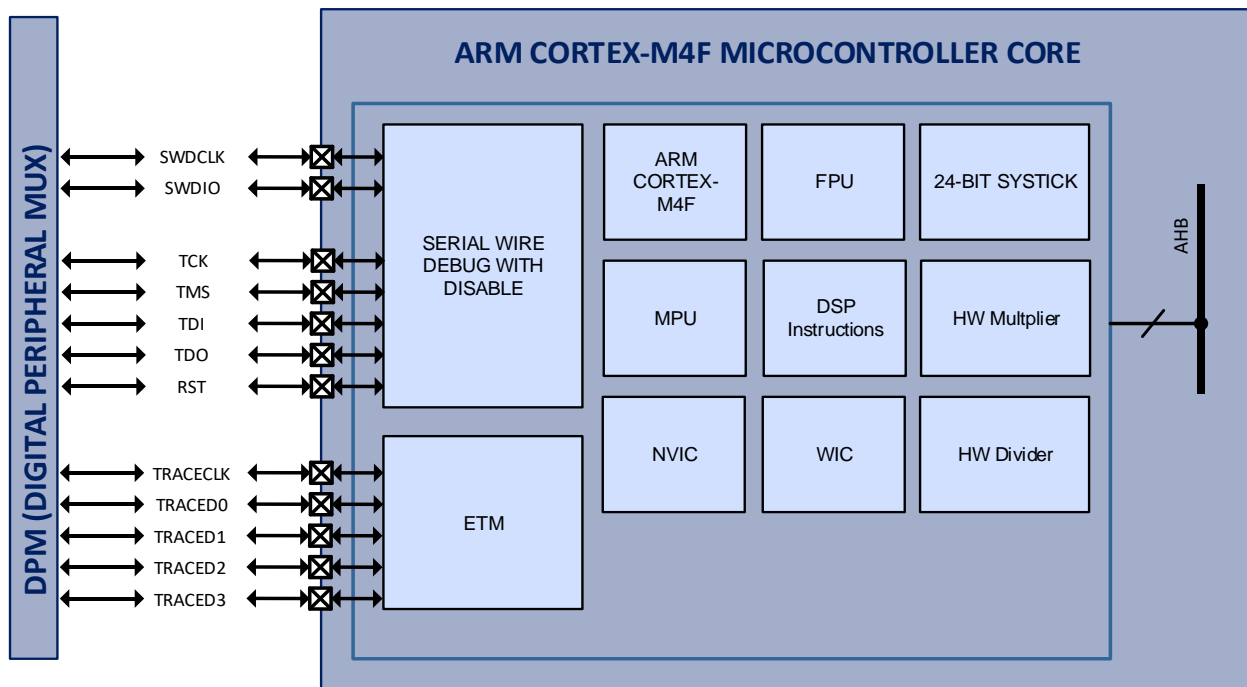 DPM (DIGITAL PERIPHERAL MUX)
ARM CORTEX-M4F MICROCONTROLLER CORE
SWDCLK
SWDIO
TCK
TMS
TDI
TDO
RST
TRACECLK
TRACED0
TRACED1
TRACED2
TRACED3
SERIAL WIRE
DEBUG WITH
DISABLE
ETM
ARM
CORTEX-
M4F
FPU
24-BIT SYSTICK
MPU
DSP
Instructions
HW Multplier
NVIC
WIC
HW Divider
AHB